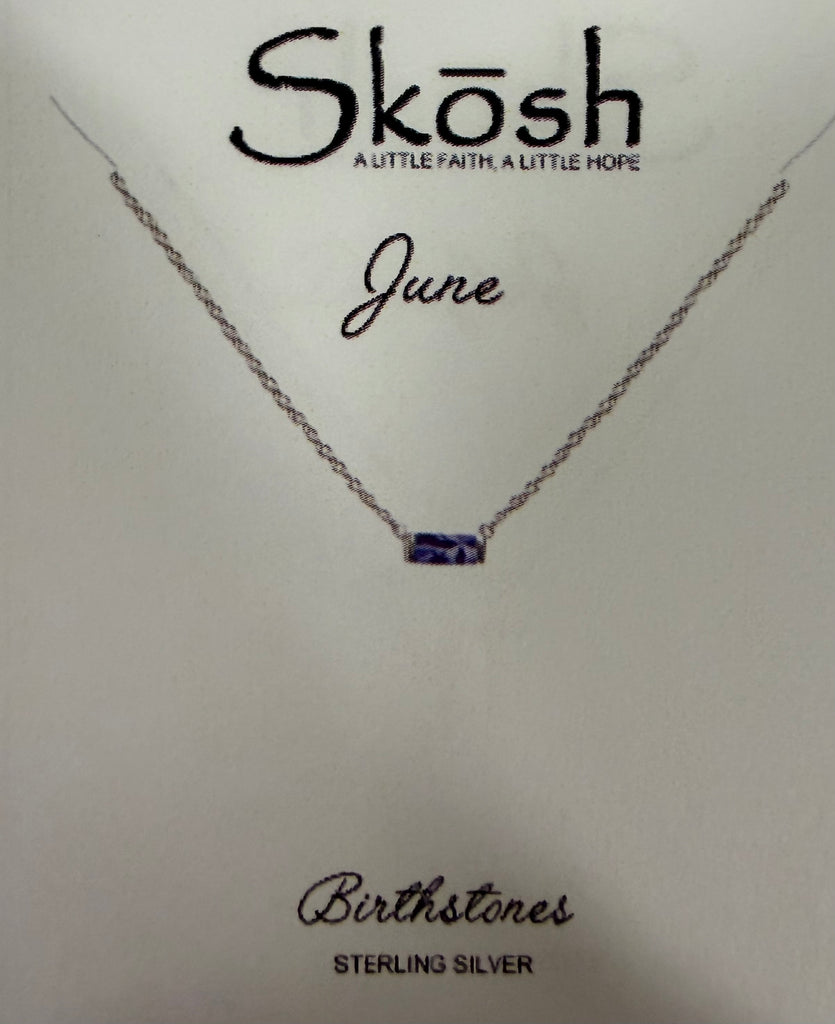 Skōsh
A LITTLE FAITH, A LITTLE HOPE
June
Birthstones
STERLING SILVER